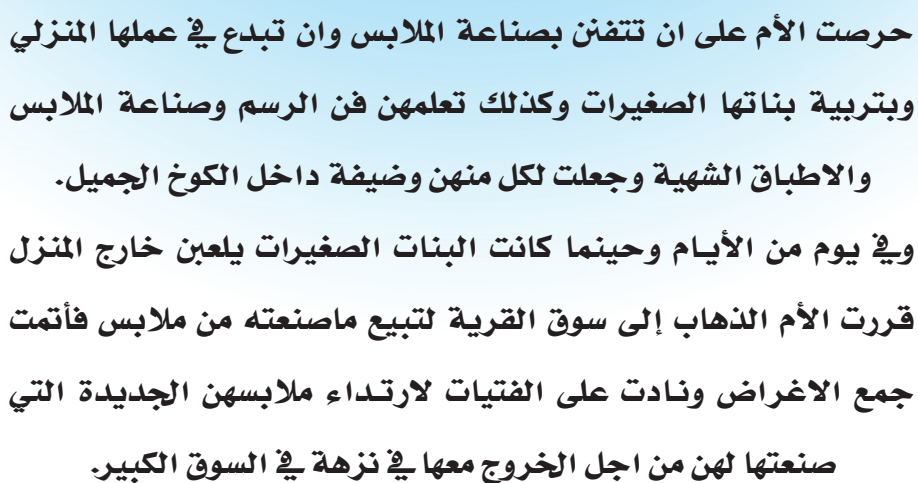 حرصت الأم على ان تتفنن بصناعة الملابس وان تبدع في عملها المنزلي
وبتربية بناتها الصغيرات وكذلك تعلمهن فن الرسم وصناعة الملابس
والاطباق الشهية وجعلت لكل منهن وضيفة داخل الكوخ الجميل.
وفي يوم من الأيام وحينما كانت البنات الصغيرات يلعبن خارج المنزل
قررت الأم الذهاب إلى سوق القرية لتبيع ماصنعته من ملابس فأتمت
جمع الاغراض ونادت على الفتيات لارتداء ملابسهن الجديدة التي
صنعتها لهن من اجل الخروج معها في نزهة في السوق الكبير.